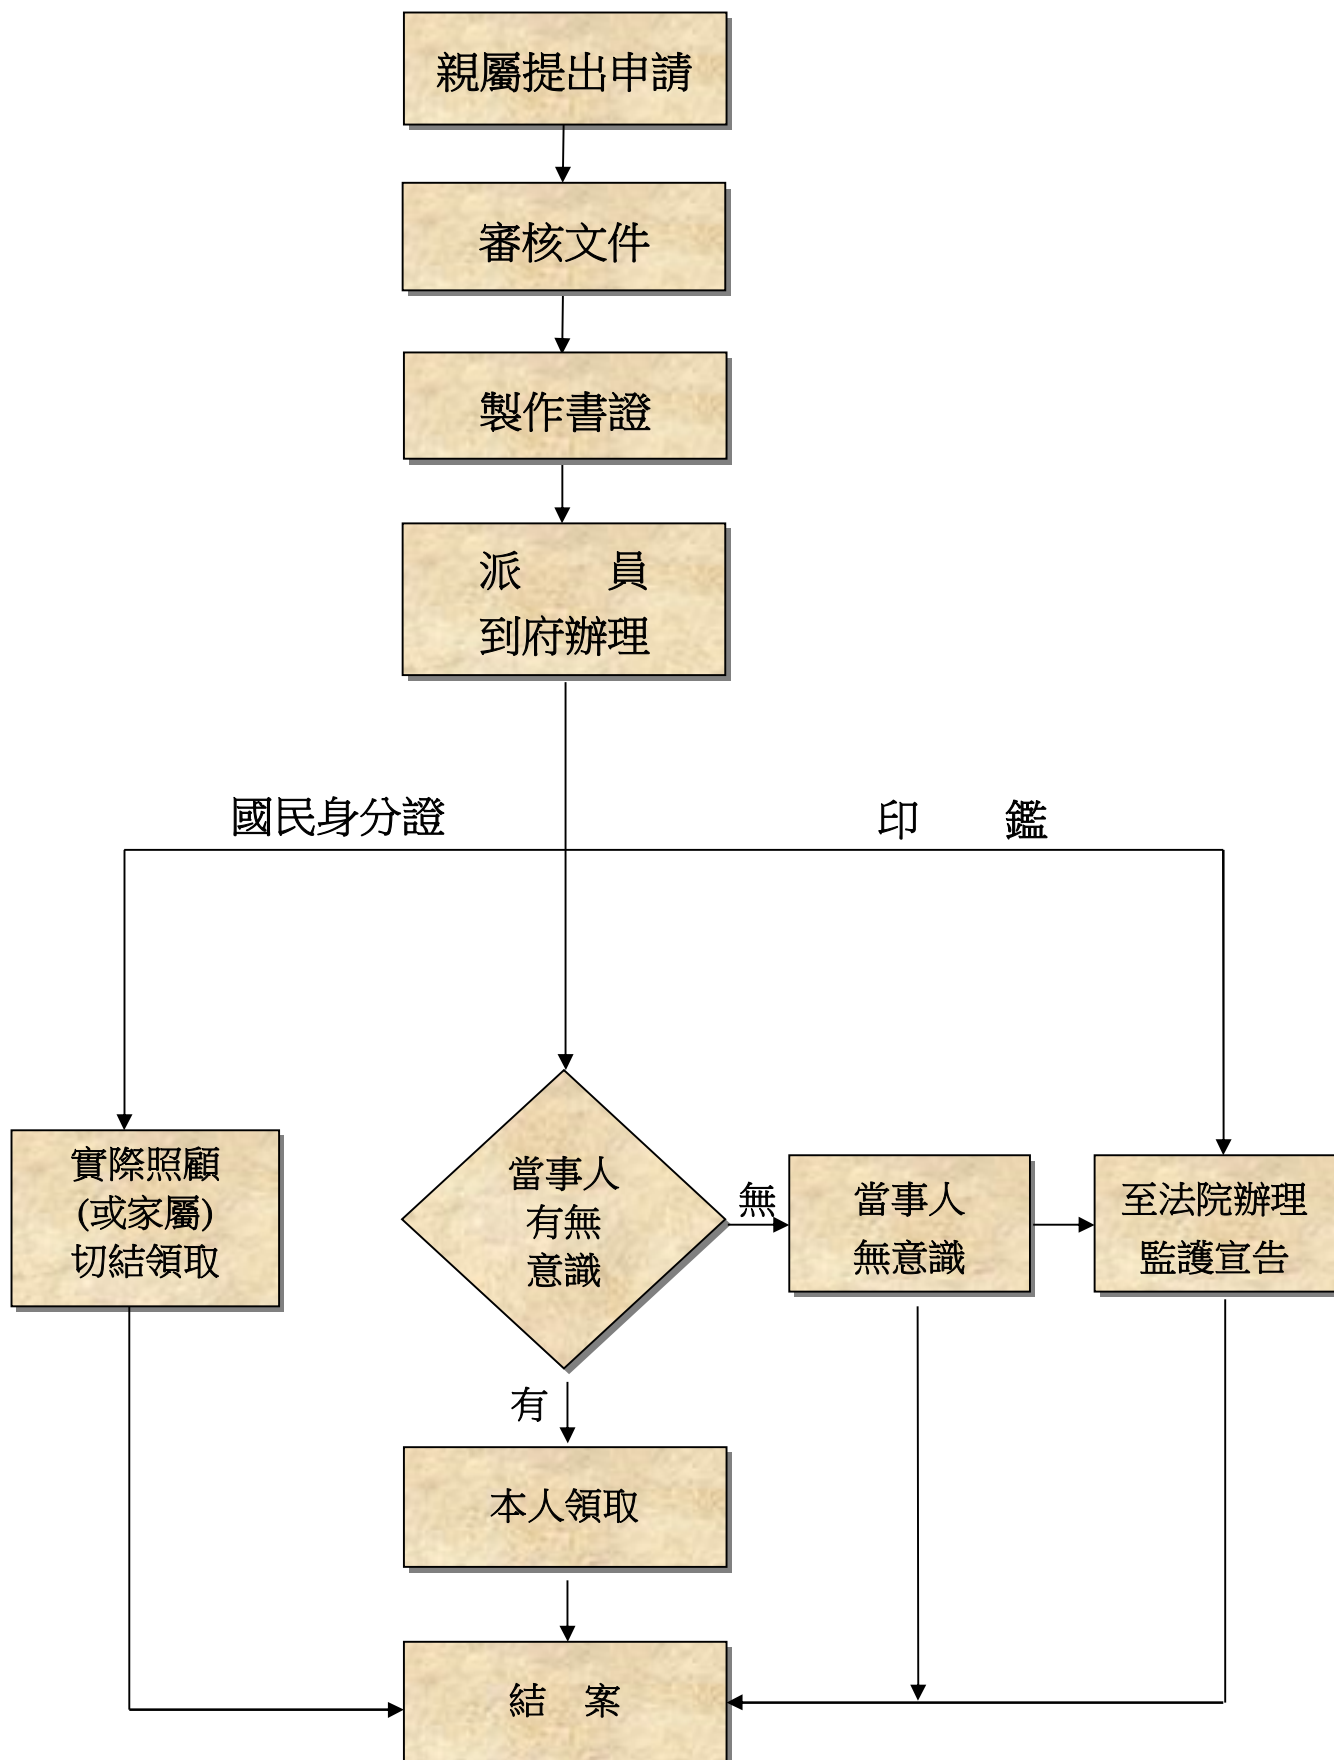 親屬提出申請
審核文件
製作書證
派　　員
到府辦理
國民身分證
印　　鑑
實際照顧
(或家屬)
切結領取
當事人
有無
意識
無
當事人
無意識
至法院辦理
監護宣告
有
本人領取
結　案